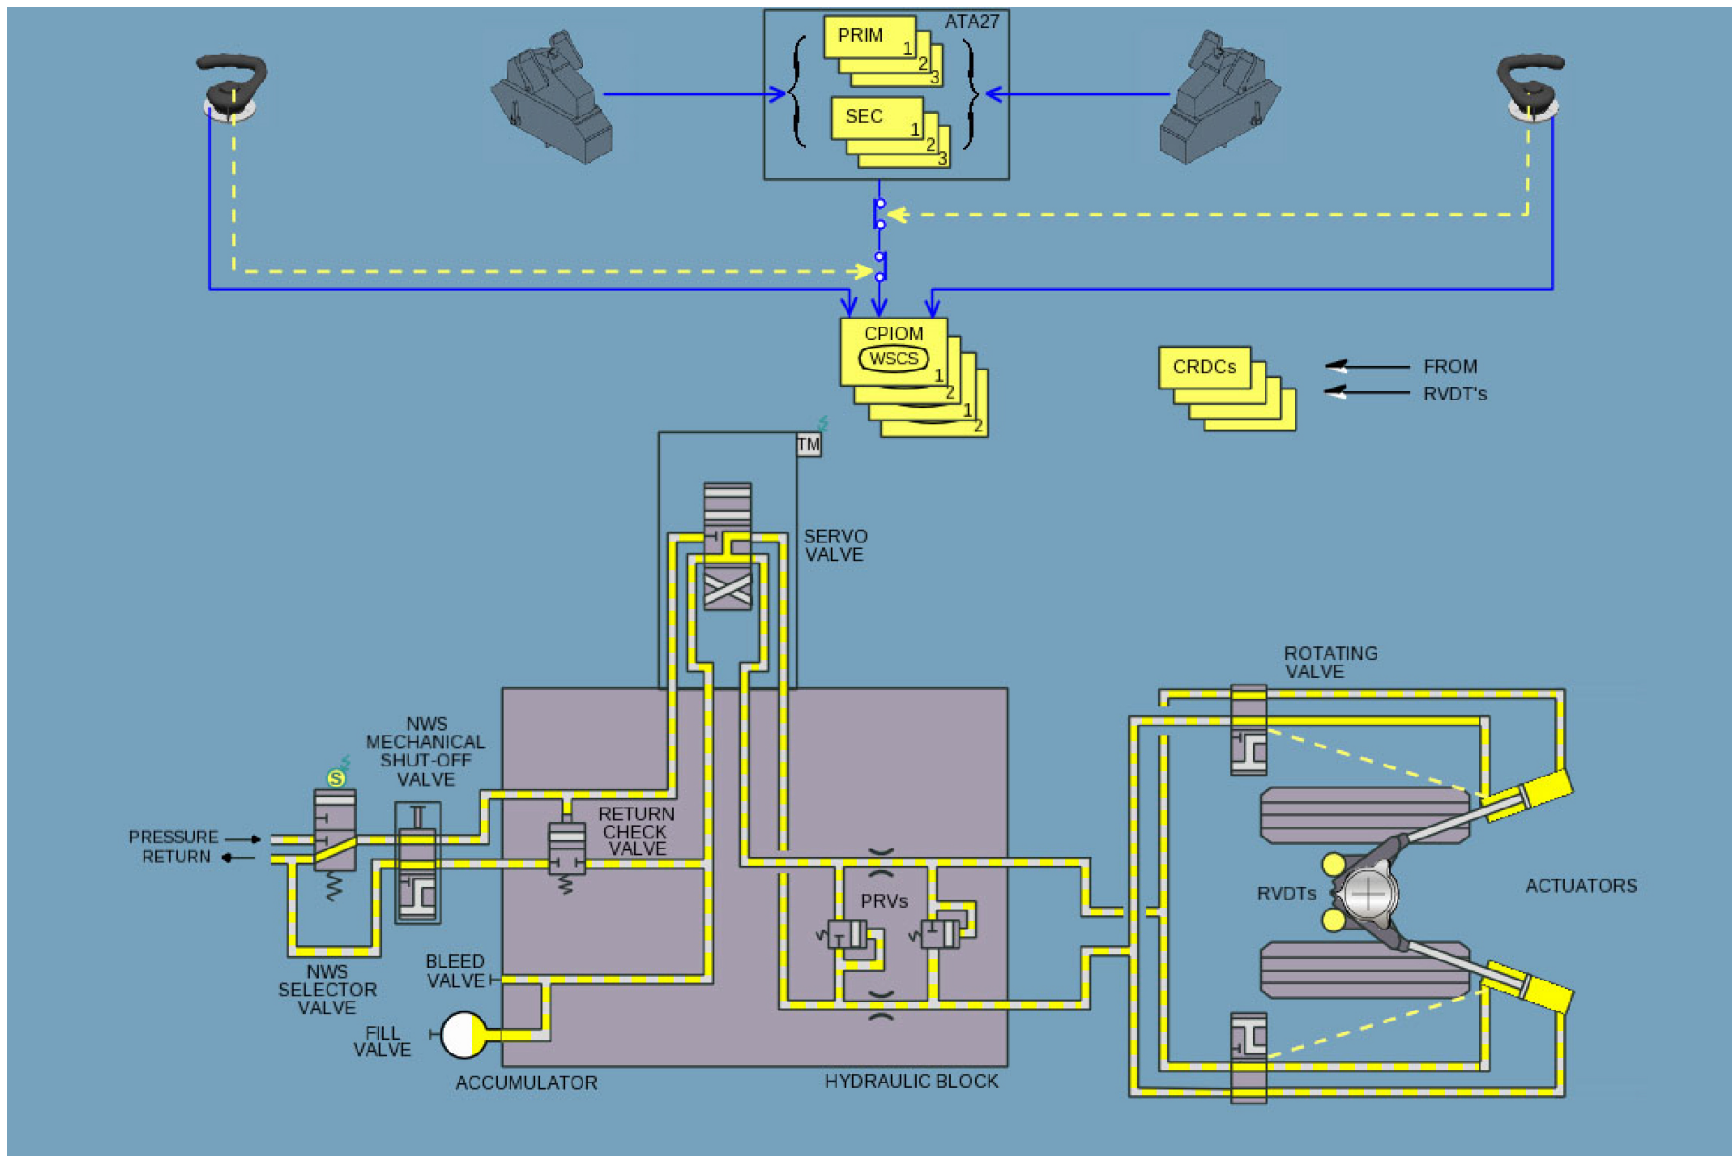 ATA27
PRIM
1
2
3
SEC
1
2
3
CPIOM
WSCS
1
2
1
2
CRDCs
FROM
RVDT's
TM
SERVO
VALVE
ROTATING
VALVE
NWS
MECHANICAL
SHUT-OFF
VALVE
S
RETURN
CHECK
VALVE
PRESSURE
RETURN
PRVs
RVDTs
ACTUATORS
BLEED
VALVE
NWS
SELECTOR
VALVE
FILL
VALVE
ACCUMULATOR
HYDRAULIC BLOCK